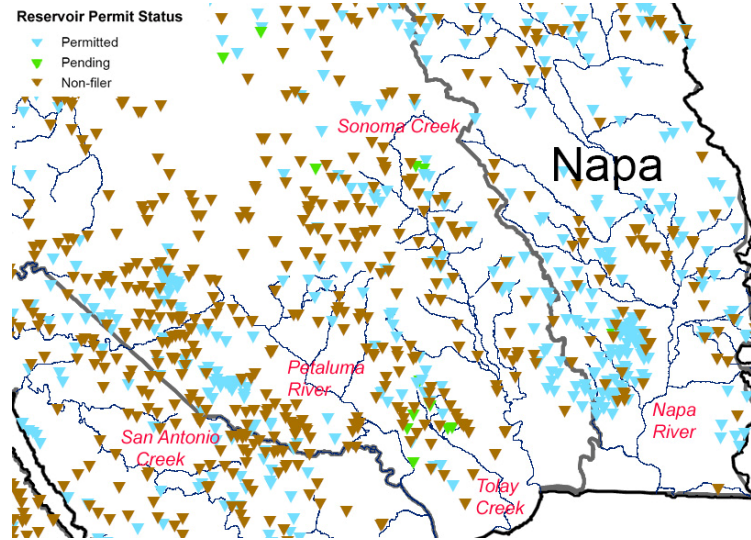 Reservoir Permit Status
Permitted
Pending
Non-filer
Sonoma Creek
Napa
Petaluma
River
San Antonio
Creek
Napa
River
Tolay
Creek